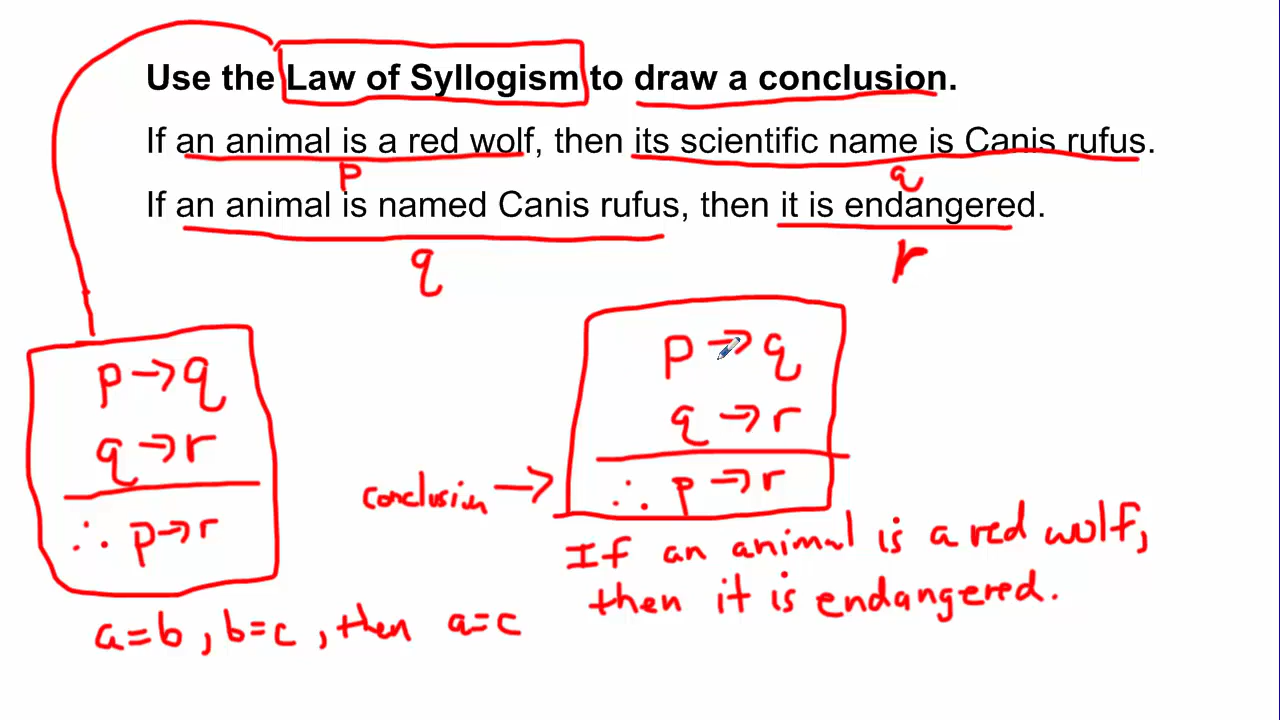 Use the Law of Syllogism to draw a conclusion.
If an animal is a red wolf, then its scientific name is Canis rufus.
p q
If an animal is named Canis rufus, then it is endangered.
q r
p → q
q → r
∴ p → r
a = b, b = c, then a = c
p → q
q → r
conclusion → ∴ p → r
If an animal is a red wolf,
then it is endangered.